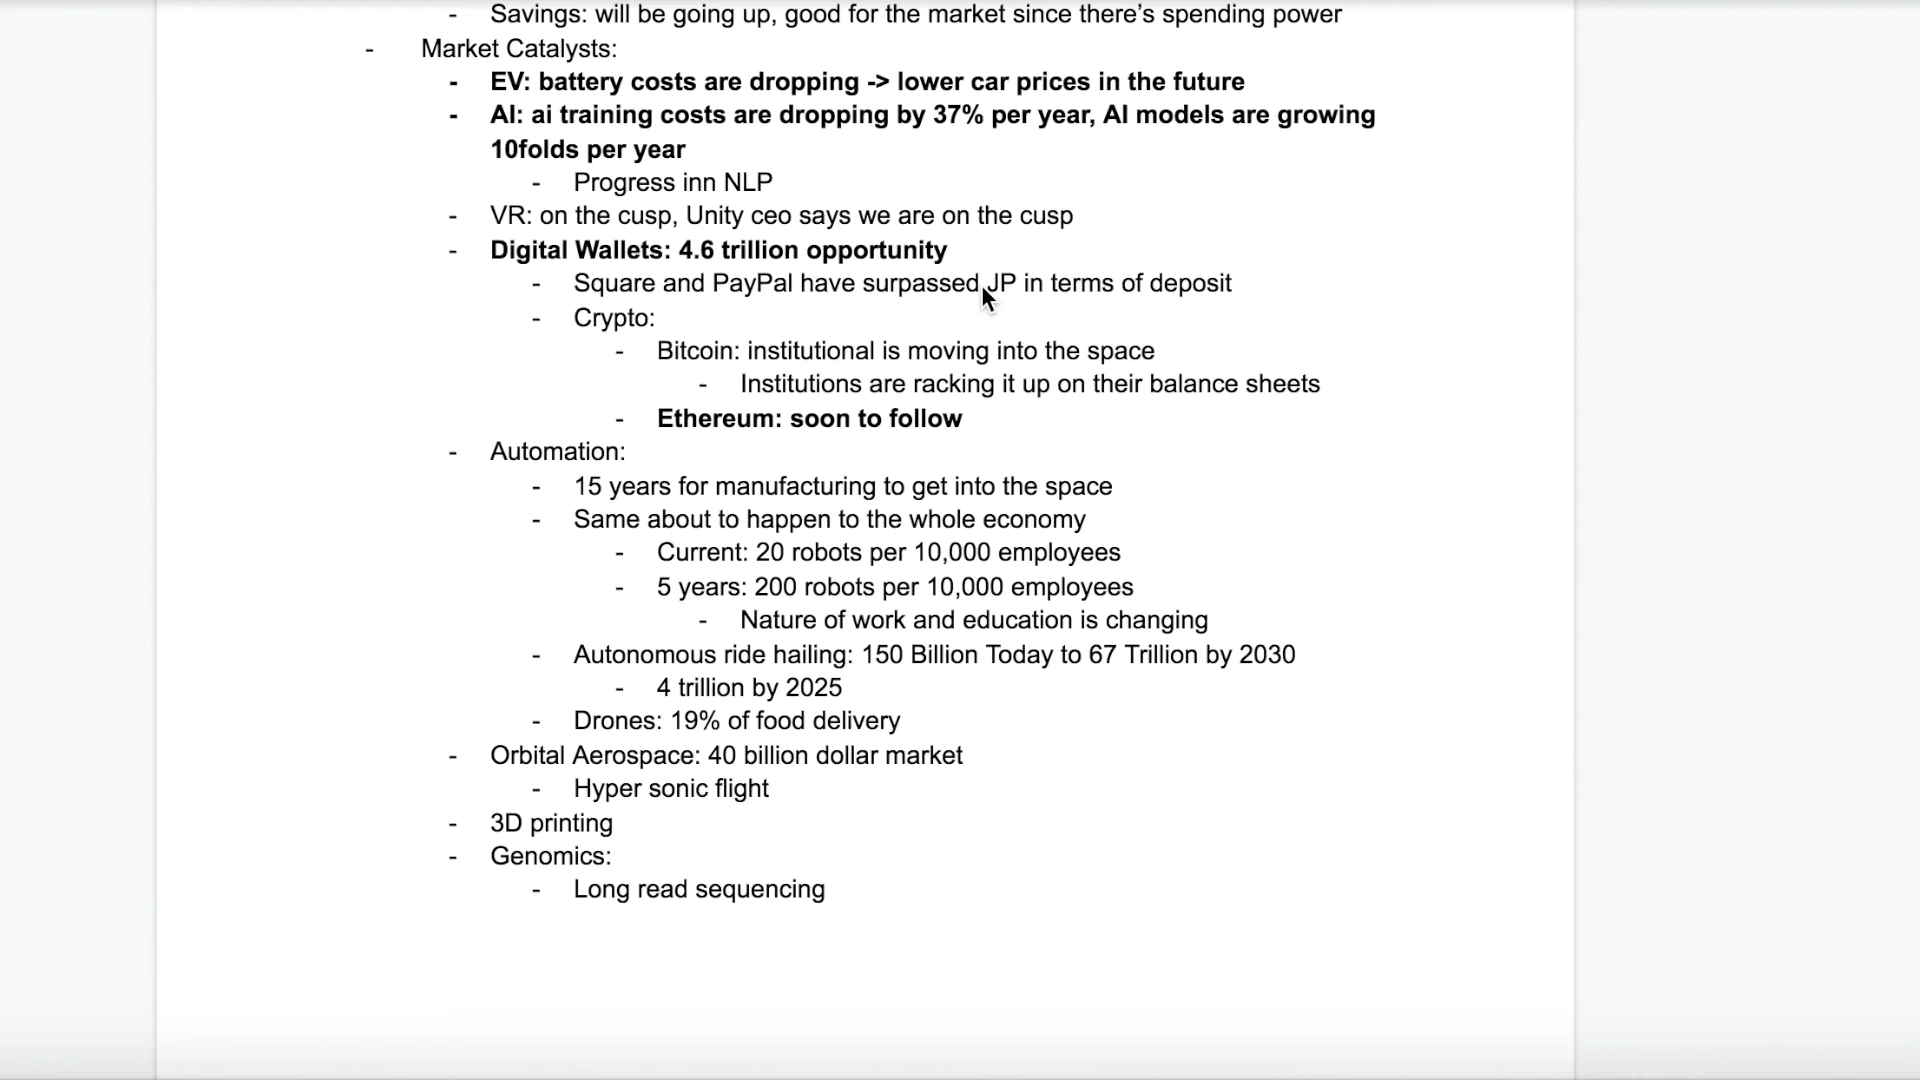 - Savings: will be going up, good for the market since there’s spending power
- Market Catalysts:
- EV: battery costs are dropping -> lower car prices in the future
- AI: ai training costs are dropping by 37% per year, AI models are growing
10folds per year
- Progress inn NLP
- VR: on the cusp, Unity ceo says we are on the cusp
- Digital Wallets: 4.6 trillion opportunity
- Square and PayPal have surpassed JP in terms of deposit
- Crypto:
- Bitcoin: institutional is moving into the space
- Institutions are racking it up on their balance sheets
- Ethereum: soon to follow
- Automation:
- 15 years for manufacturing to get into the space
- Same about to happen to the whole economy
- Current: 20 robots per 10,000 employees
- 5 years: 200 robots per 10,000 employees
- Nature of work and education is changing
- Autonomous ride hailing: 150 Billion Today to 67 Trillion by 2030
- 4 trillion by 2025
- Drones: 19% of food delivery
- Orbital Aerospace: 40 billion dollar market
- Hyper sonic flight
- 3D printing
- Genomics:
- Long read sequencing